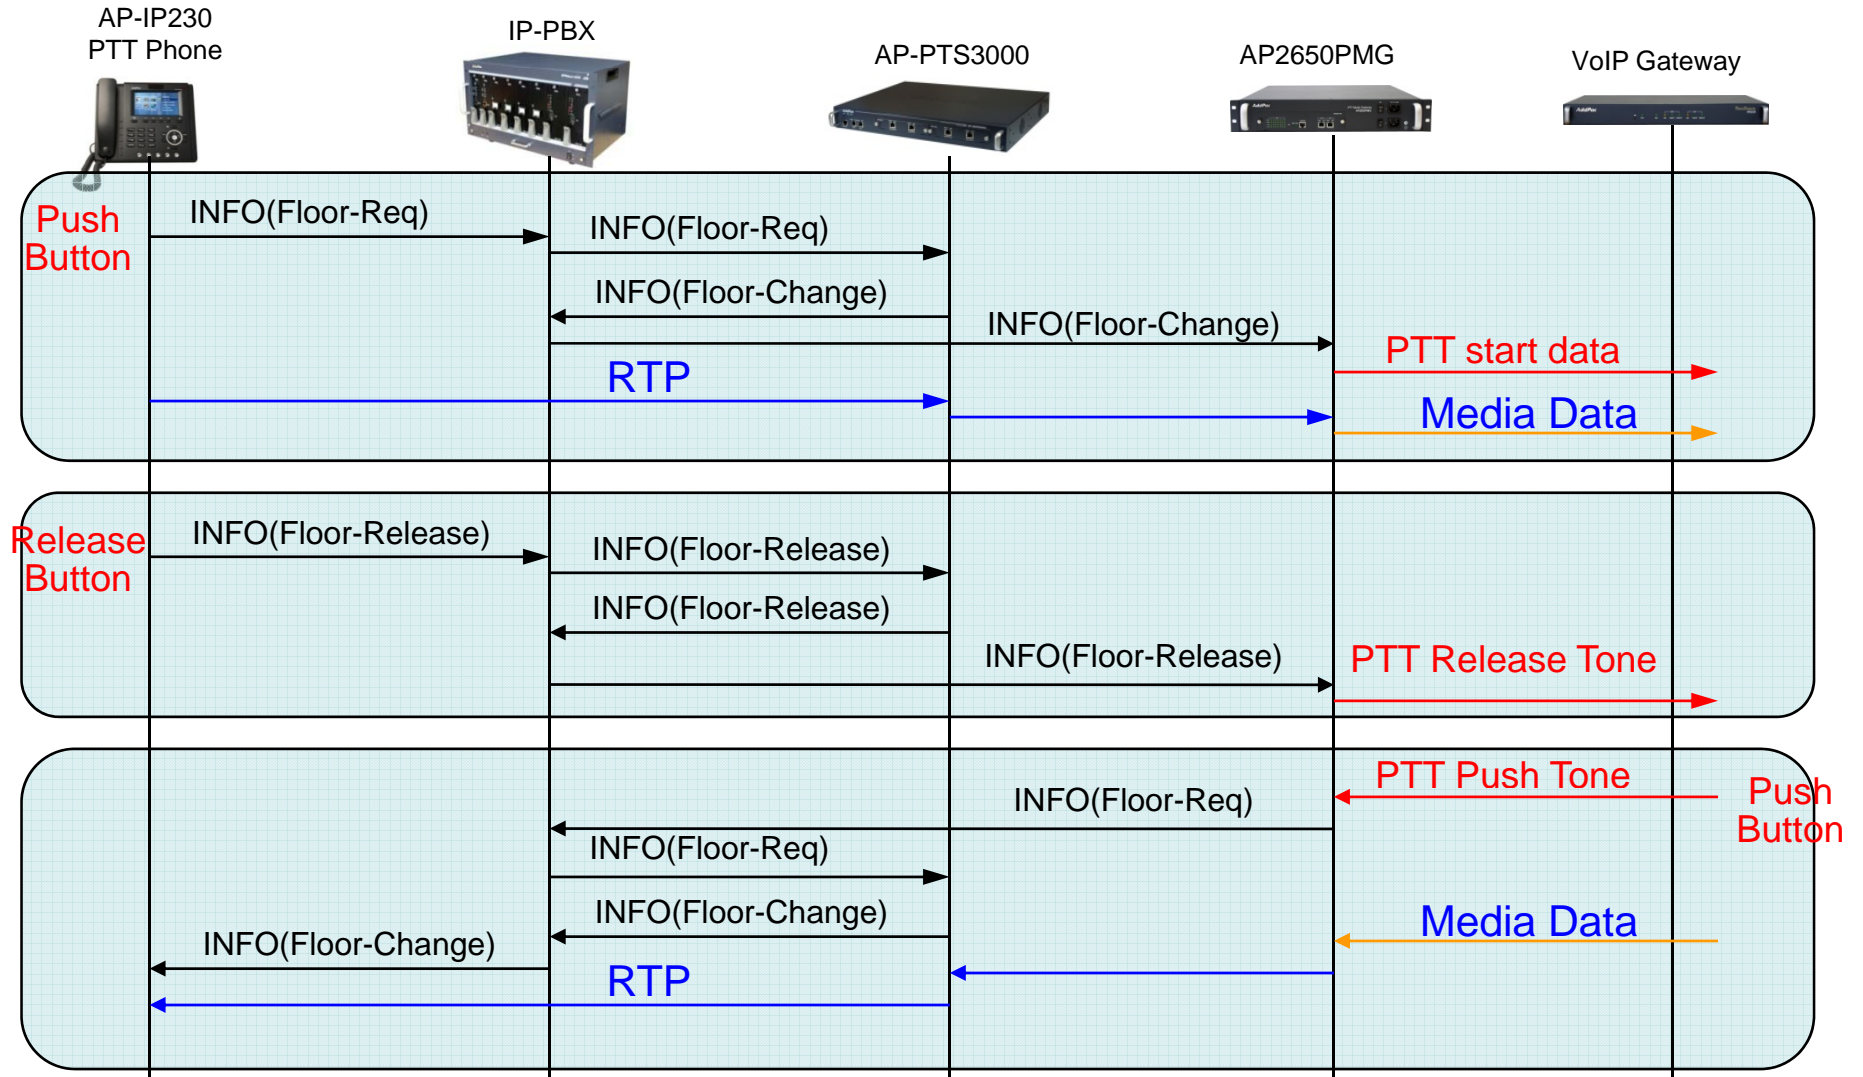 AP-IP230
PTT Phone
IP-PBX
AP-PTS3000
AP2650PMG
VoIP Gateway
AddPac
AddPac
Push
Button
INFO(Floor-Req)
INFO(Floor-Req)
INFO(Floor-Change)
INFO(Floor-Change)
PTT start data
RTP
Media Data
Release
Button
INFO(Floor-Release)
INFO(Floor-Release)
INFO(Floor-Release)
INFO(Floor-Release)
PTT Release Tone
PTT Push Tone
Push
Button
INFO(Floor-Req)
INFO(Floor-Req)
INFO(Floor-Change)
Media Data
INFO(Floor-Change)
RTP